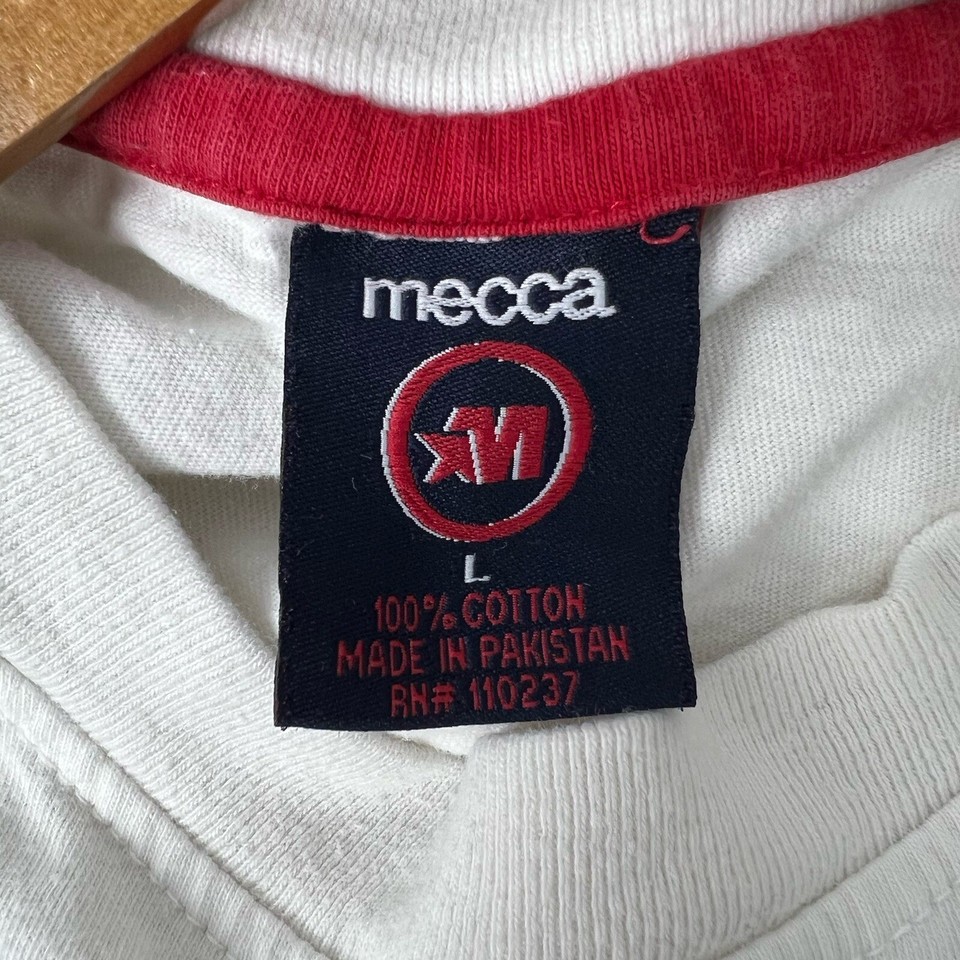 mecca
M
L
100% COTTON
MADE IN PAKISTAN
RN# 110237